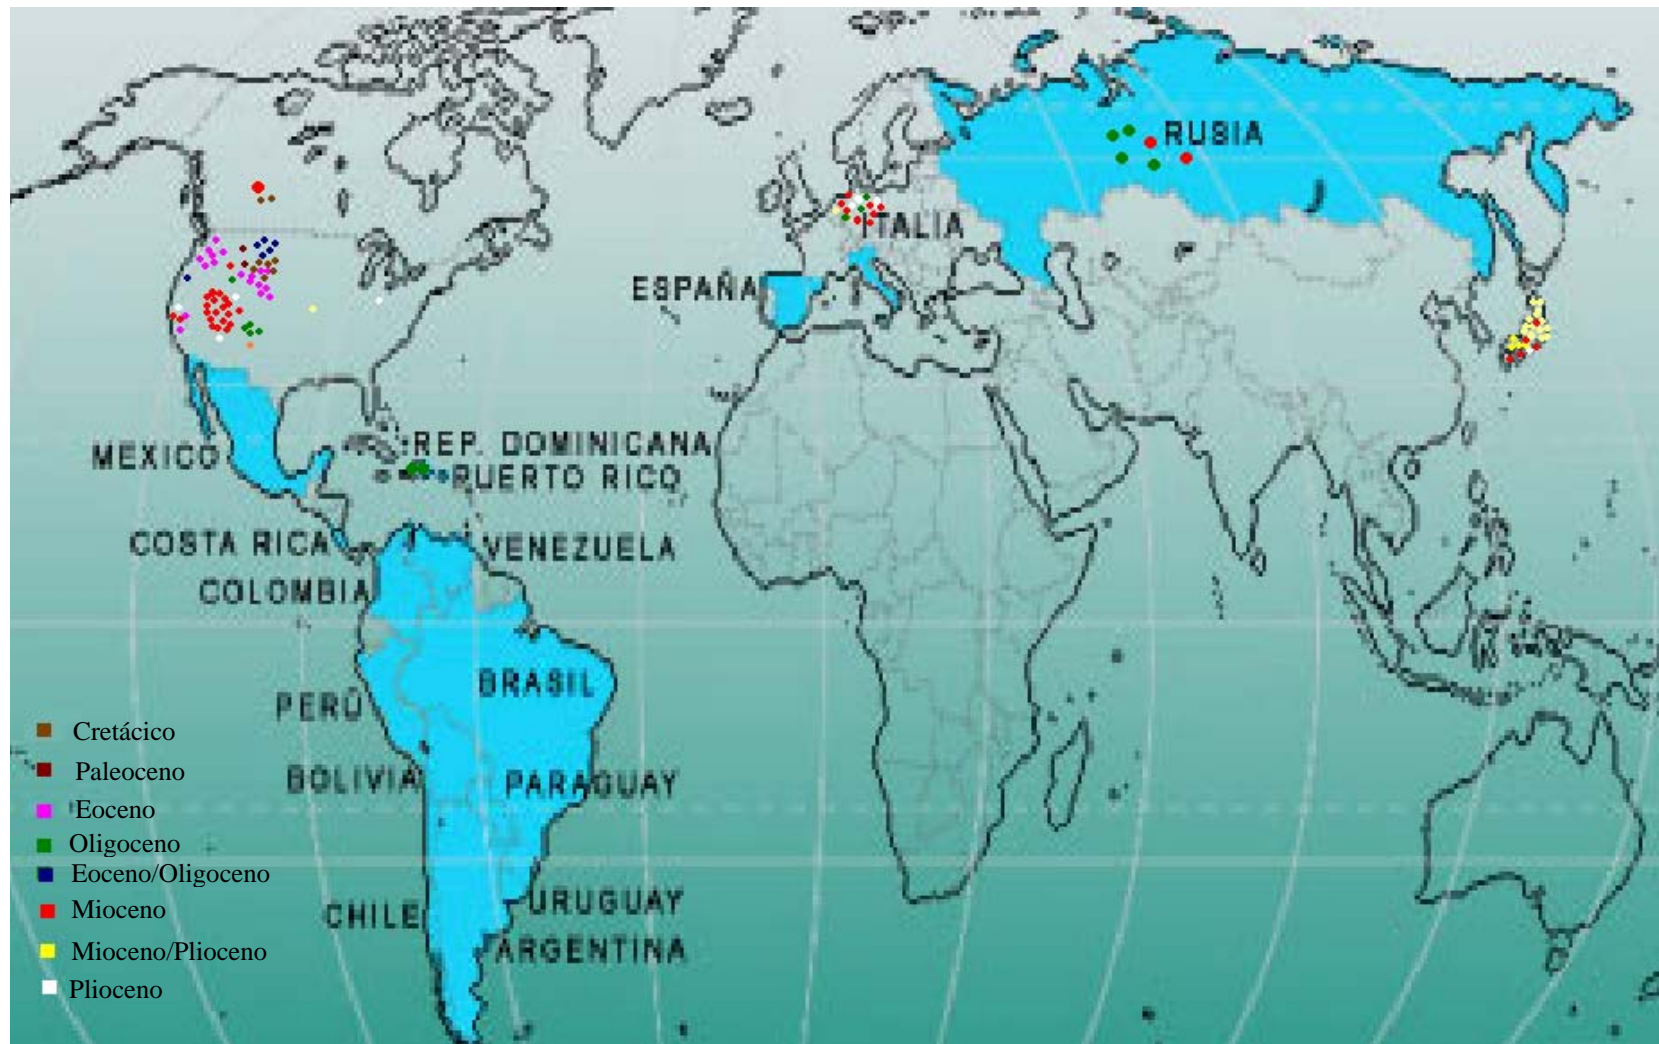 RUSIA
ITALIA
ESPAÑA
MEXICO
REP. DOMINICANA
PUERTO RICO
COSTA RICA
VENEZUELA
COLOMBIA
BRASIL
PERÚ
BOLIVIA
PARAGUAY
CHILE
URUGUAY
ARGENTINA
Cretácico
Paleoceno
Eoceno
Oligoceno
Eoceno/Oligoceno
Mioceno
Mioceno/Plioceno
Plioceno